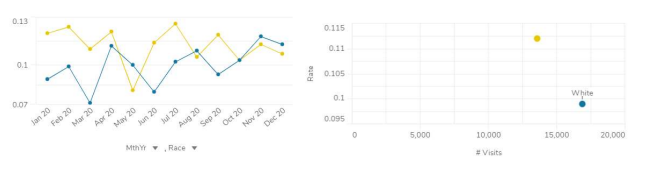 0.13
0.1
0.07
Jan 20
Feb 20
Mar 20
Apr 20
May 20
Jun 20
Jul 20
Aug 20
Sep 20
Oct 20
Nov 20
Dec 20
MthYr ▼ , Race ▼
0.115
0.11
0.105
0.1
0.095
Rate
White
0 5,000 10,000 15,000 20,000
# Visits